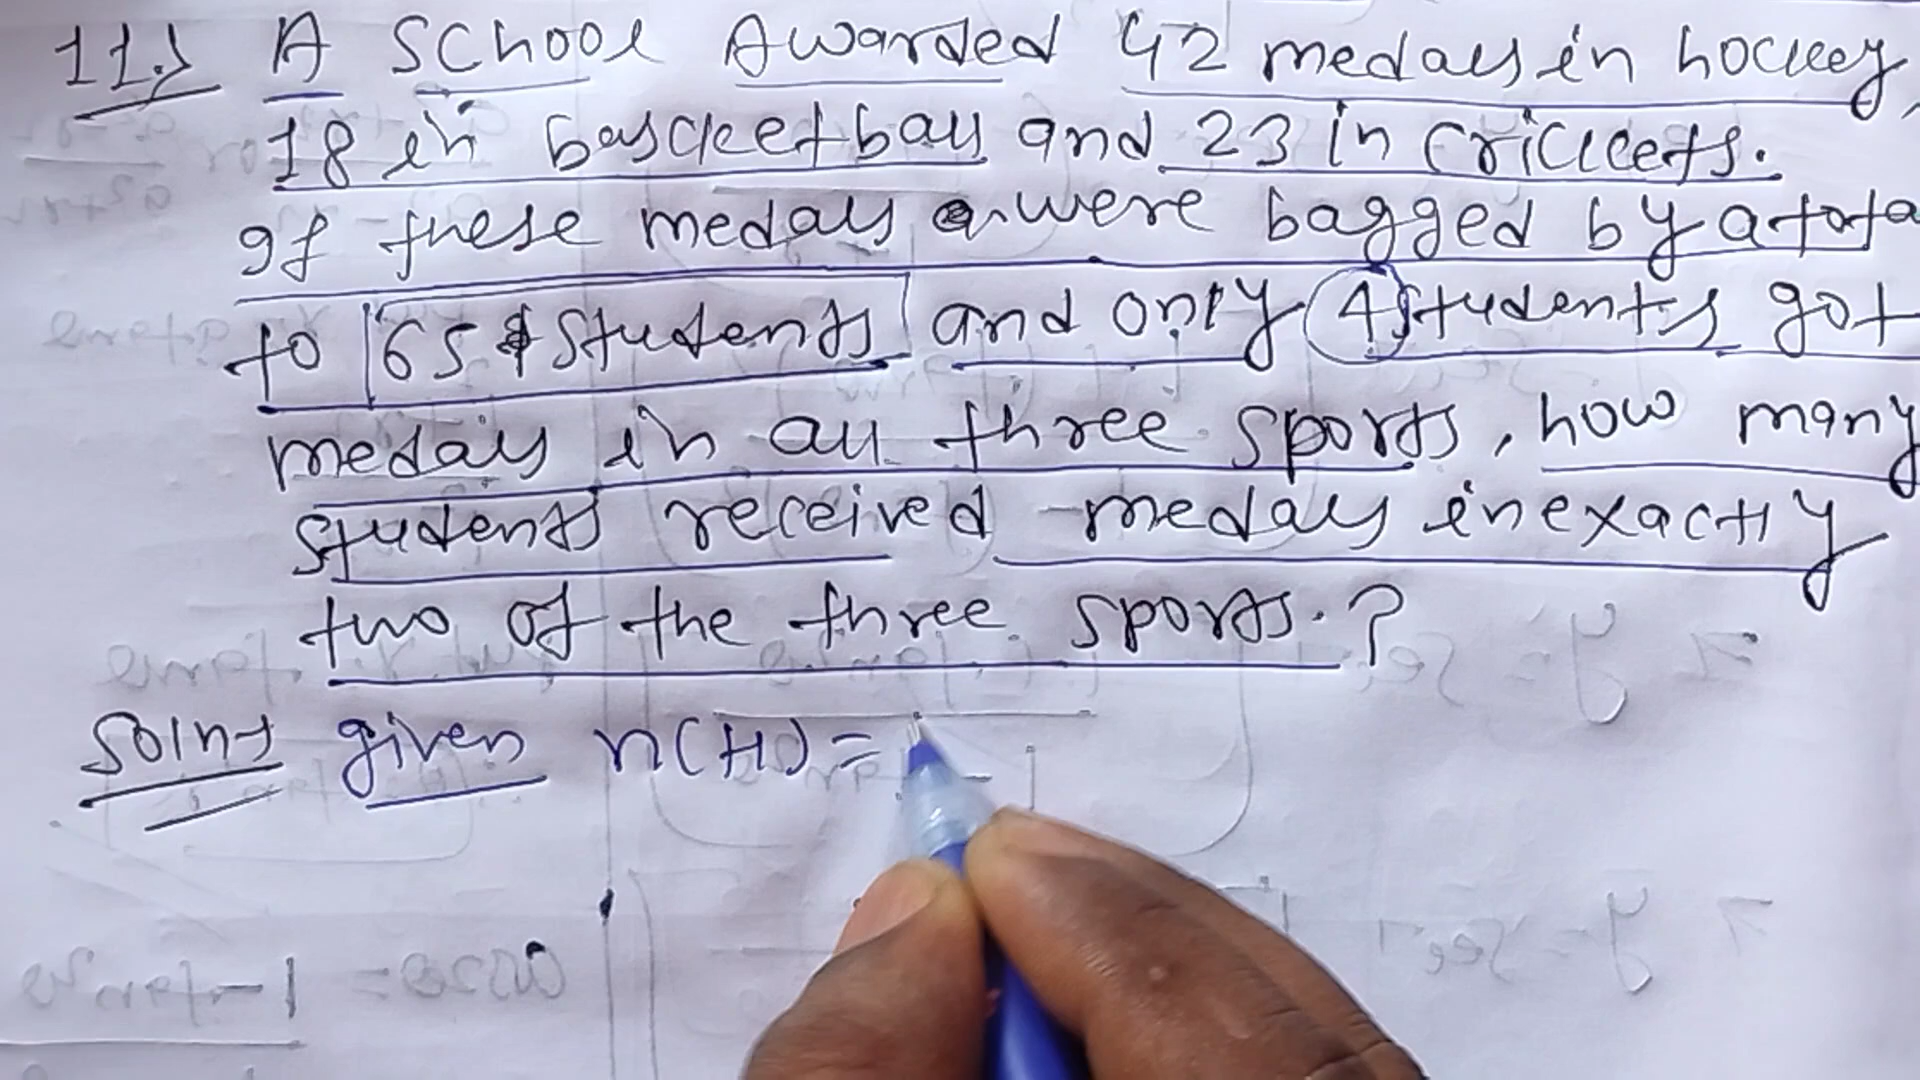 11.) A School Awarded 42 medals in hockey,
18 in bascketball and 23 in Crickets.
If these medals were bagged by a tota
to 65 Students and only 4 students got
medals in all three sports, how many
students received medals in exactly
two of the three sports.?
Soln) given n(H) =